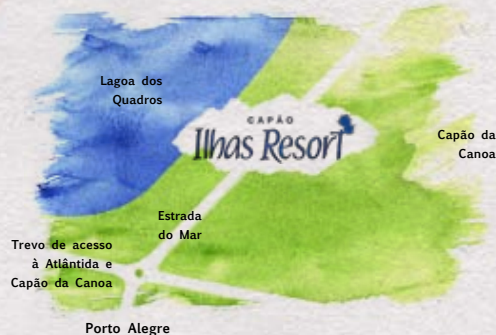 Lagoa dos
Quadros
CAPÃO
Ilhas Resort
Capão da
Canoa
Estrada
do Mar
Trevo de acesso
à Atlântida e
Capão da Canoa
Porto Alegre